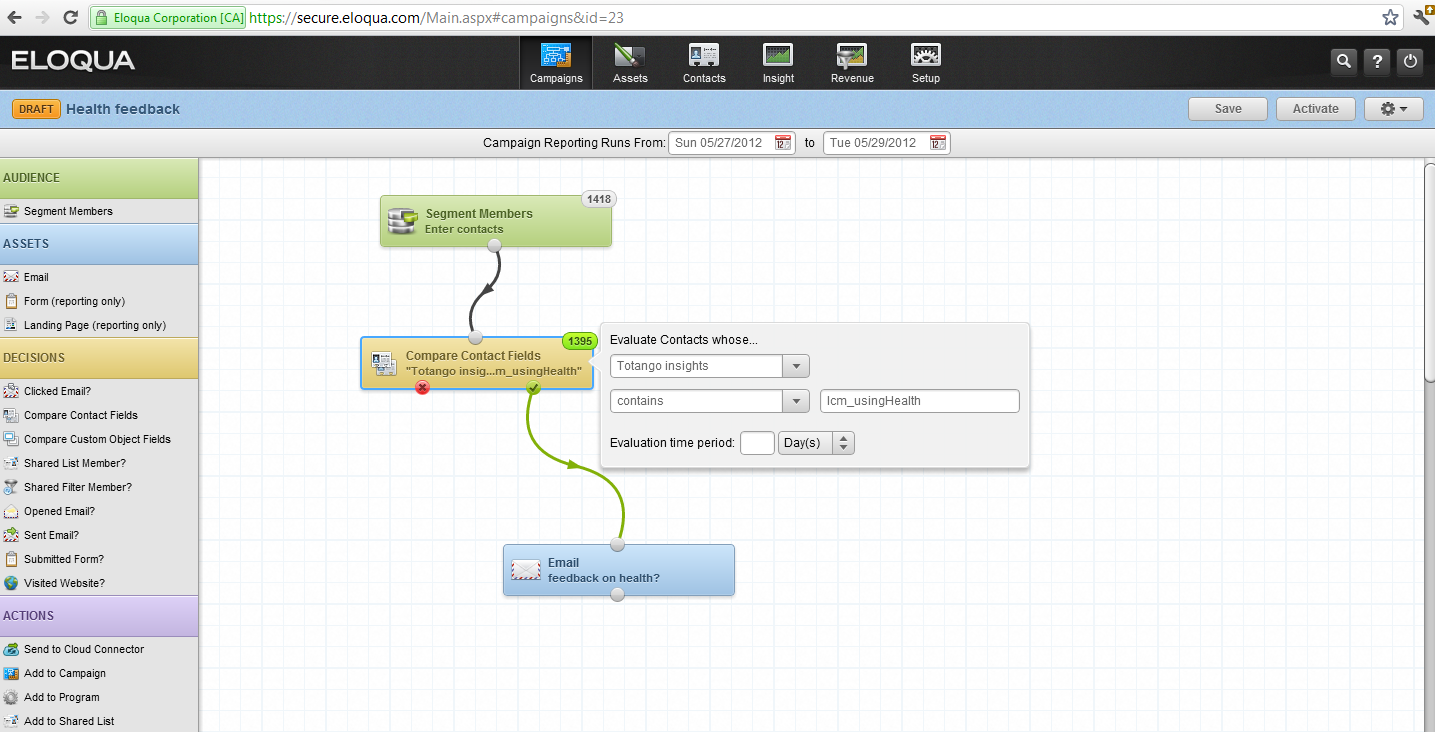 Eloqua Corporation [CA] https://secure.eloqua.com/Main.aspx#campaigns&id=23
ELOQUA
Campaigns
Assets
Contacts
Insight
Revenue
Setup
?
DRAFT Health feedback
Save
Activate
Campaign Reporting Runs From: Sun 05/27/2012 12 to Tue 05/29/2012 12
AUDIENCE
Segment Members
ASSETS
Email
Form (reporting only)
Landing Page (reporting only)
DECISIONS
Clicked Email?
Compare Contact Fields
Compare Custom Object Fields
Shared List Member?
Shared Filter Member?
Opened Email?
Sent Email?
Submitted Form?
Visited Website?
ACTIONS
Send to Cloud Connector
Add to Campaign
Add to Program
Add to Shared List
1418
Segment Members
Enter contacts
1395
Compare Contact Fields
"Totango insig...m_usingHealth"
Evaluate Contacts whose...
Totango insights
contains lcm_usingHealth
Evaluation time period: Day(s)
Email
feedback on health?